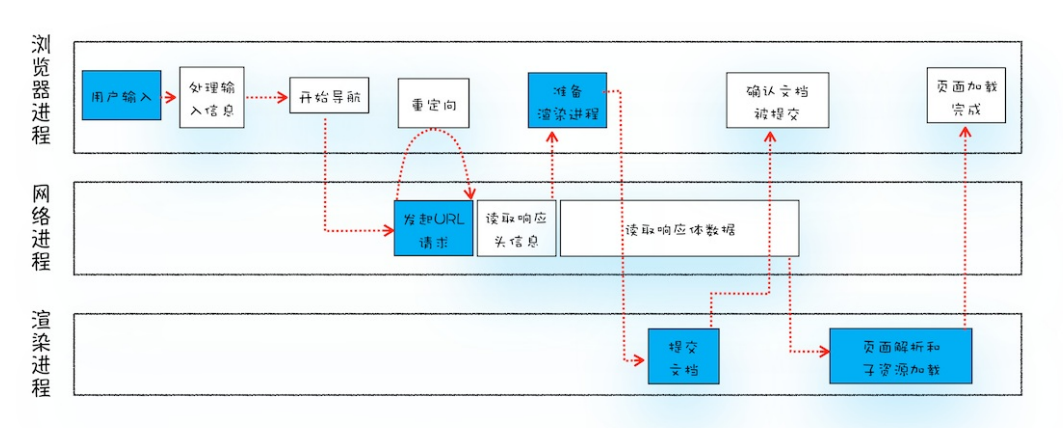 浏览器进程
用户输入
处理输
入信息
开始导航
重定向
准备
渲染进程
确认文档
被提交
页面加载
完成
网络进程
发起URL
请求
读取响应
头信息
读取响应体数据
渲染进程
提交
文档
页面解析和
子资源加载